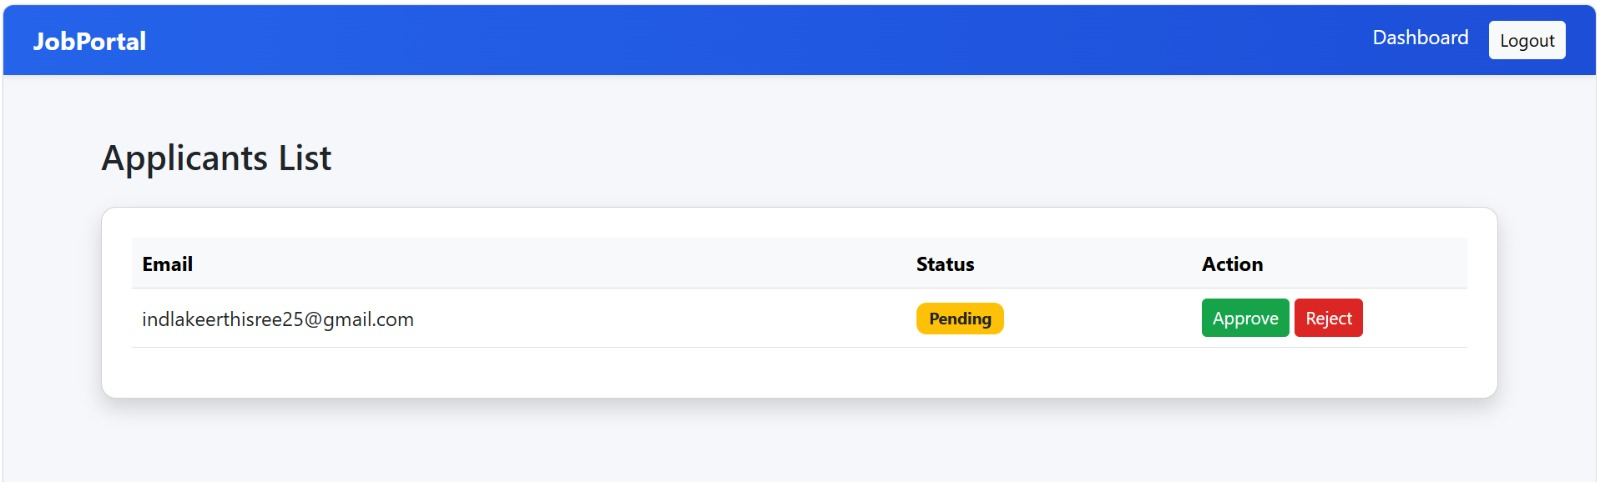 JobPortal
Dashboard
Logout
Applicants List
Email Status Action
indlakeerthisree25@gmail.com Pending Approve Reject